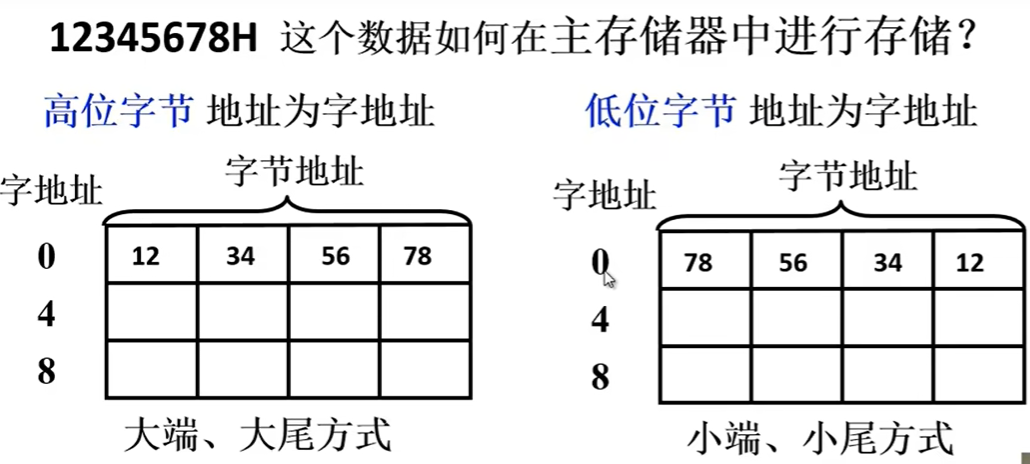 12345678H 这个数据如何在主存储器中进行存储?
高位字节 地址为字地址
字地址
字节地址
0 12 34 56 78
4
8
大端、大尾方式
低位字节 地址为字地址
字地址
字节地址
0 78 56 34 12
4
8
小端、小尾方式